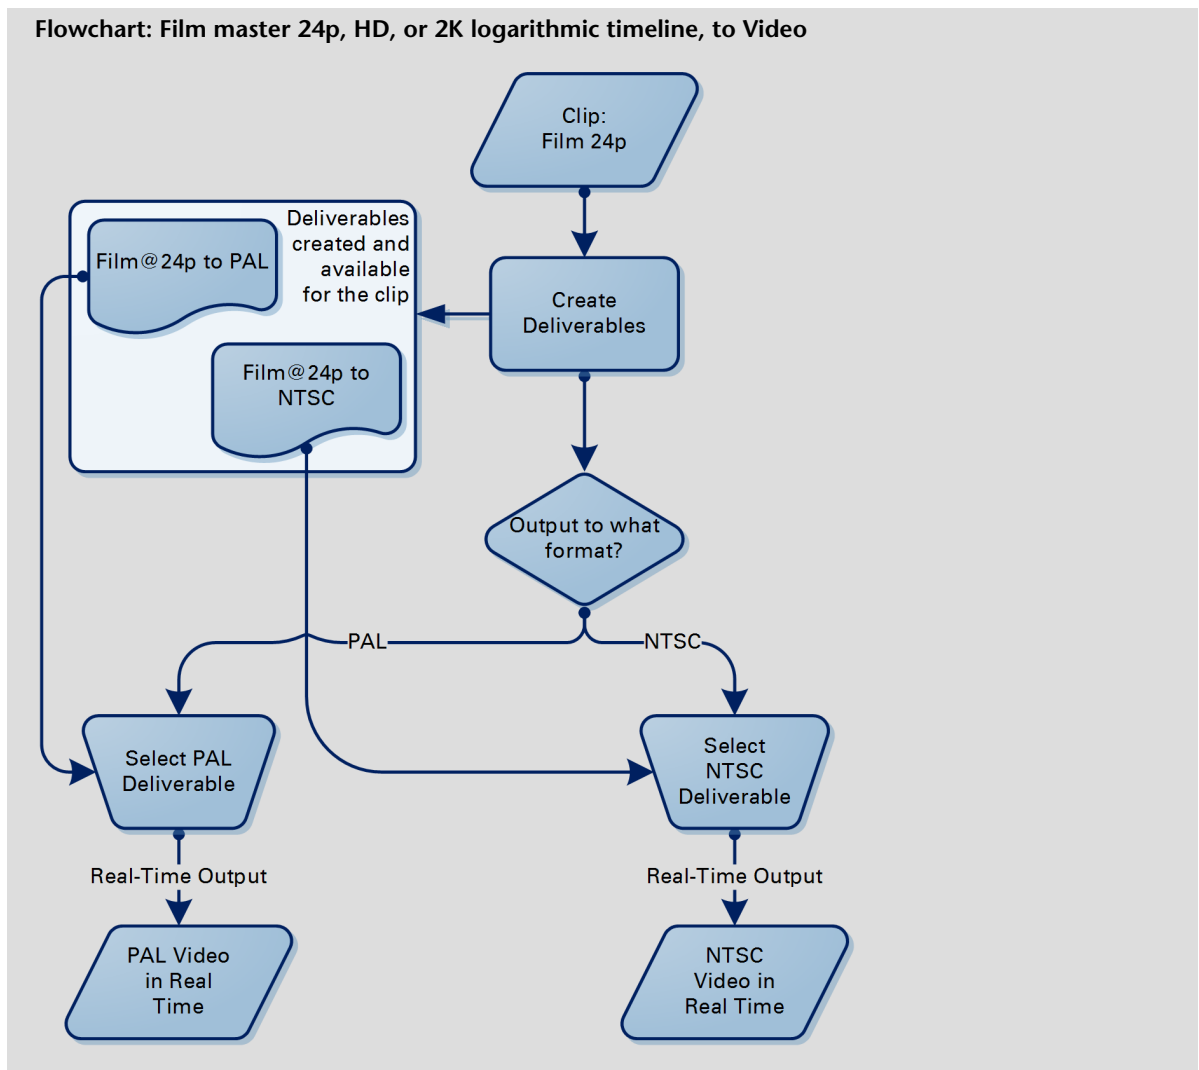 Flowchart: Film master 24p, HD, or 2K logarithmic timeline, to Video
Clip:
Film 24p
Deliverables
created and
available
for the clip
Film@24p to PAL
Create
Deliverables
Film@24p to
NTSC
Output to what
format?
PAL
NTSC
Select PAL
Deliverable
Select
NTSC
Deliverable
Real-Time Output
Real-Time Output
PAL Video
in Real
Time
NTSC
Video in
Real Time